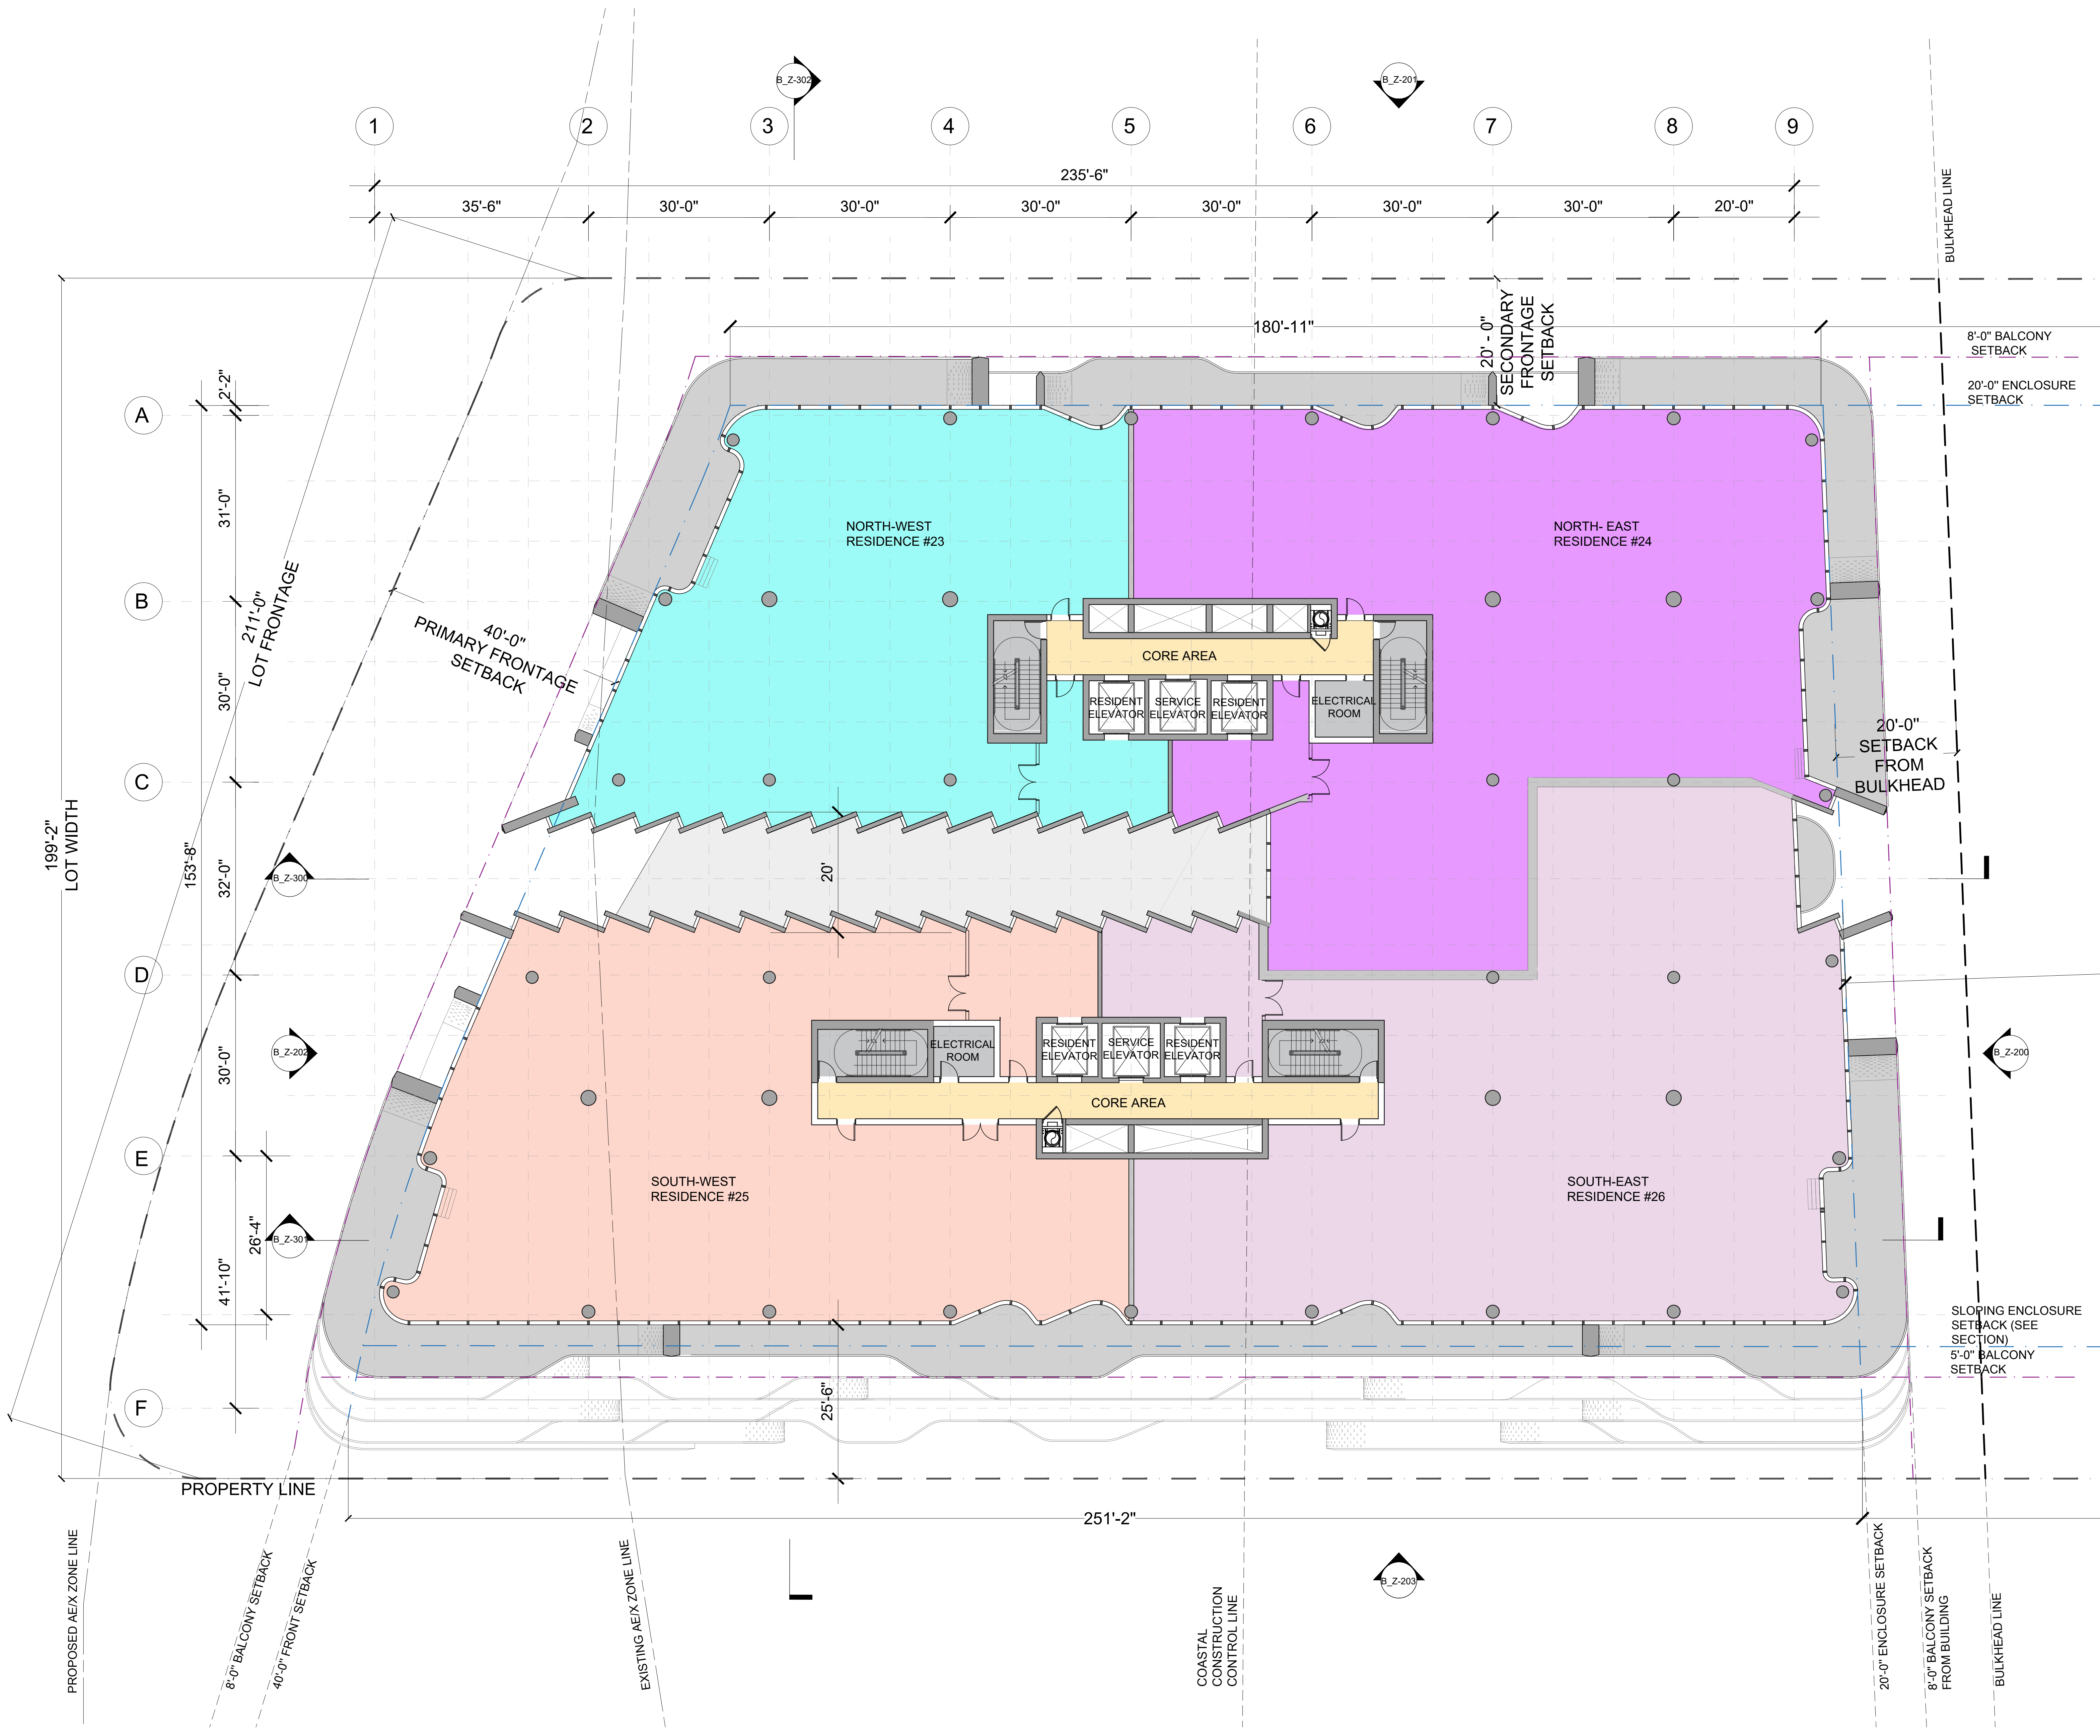 B_Z-302
B_Z-201
1
2
3
4
5
6
7
8
9
235'-6"
35'-6"
30'-0"
30'-0"
30'-0"
30'-0"
30'-0"
30'-0"
20'-0"
BULKHEAD LINE
180'-11"
20' - 0"
SECONDARY
FRONTAGE
SETBACK
8'-0" BALCONY
SETBACK
20'-0" ENCLOSURE
SETBACK
2'-2"
A
31'-0"
NORTH-WEST
RESIDENCE #23
NORTH- EAST
RESIDENCE #24
211'-0"
LOT FRONTAGE
B
40'-0"
PRIMARY FRONTAGE
SETBACK
CORE AREA
30'-0"
RESIDENT
ELEVATOR
SERVICE
ELEVATOR
RESIDENT
ELEVATOR
ELECTRICAL
ROOM
20'-0"
SETBACK
FROM
BULKHEAD
C
199'-2"
LOT WIDTH
153'-8"
32'-0"
B_Z-300
20'
D
30'-0"
B_Z-202
ELECTRICAL
ROOM
RESIDENT
ELEVATOR
SERVICE
ELEVATOR
RESIDENT
ELEVATOR
B_Z-200
CORE AREA
E
SOUTH-WEST
RESIDENCE #25
SOUTH-EAST
RESIDENCE #26
26'-4"
B_Z-301
41'-10"
SLOPING ENCLOSURE
SETBACK (SEE
SECTION)
5'-0" BALCONY
SETBACK
F
25'-6"
PROPERTY LINE
251'-2"
PROPOSED AE/X ZONE LINE
8'-0" BALCONY SETBACK
40'-0" FRONT SETBACK
EXISTING AE/X ZONE LINE
COASTAL
CONSTRUCTION
CONTROL LINE
B_Z-203
20'-0" ENCLOSURE SETBACK
8'-0" BALCONY SETBACK
FROM BUILDING
BULKHEAD LINE